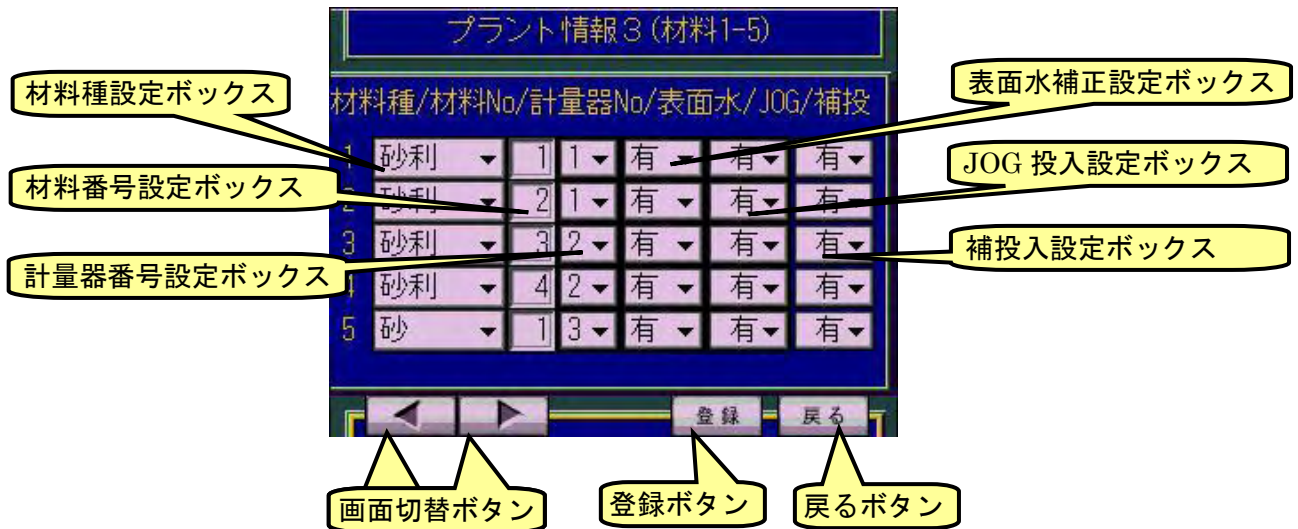 プラント情報3(材料1-5)
材料種設定ボックス
表面水補正設定ボックス
材料種/材料No/計量器No/表面水/JOG/補投
1 砂利 1 1 有 有 有
材料番号設定ボックス
JOG 投入設定ボックス
2 砂利 2 1 有 有 有
3 砂利 3 2 有 有 有
補投入設定ボックス
計量器番号設定ボックス
4 砂利 4 2 有 有 有
5 砂 1 3 有 有 有
登録 戻る
画面切替ボタン
登録ボタン
戻るボタン